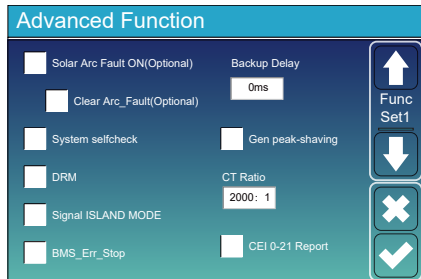 Advanced Function
Solar Arc Fault ON(Optional)
Clear Arc_Fault(Optional)
System selfcheck
DRM
Signal ISLAND MODE
BMS_Err_Stop
Backup Delay
0ms
Gen peak-shaving
CT Ratio
2000: 1
CEI 0-21 Report
Func
Set1